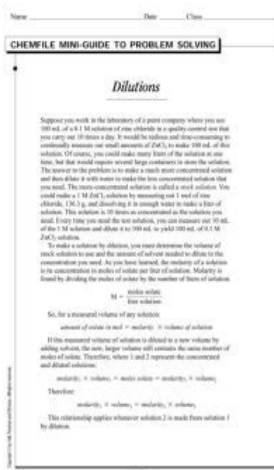 Name Date Class
CHEMFILE MINI-GUIDE TO PROBLEM SOLVING
Dilutions
Suppose you work in the laboratory of a paint company where you use
100 mL of a 0.1 M solution of zinc chloride in a quality control test that
you carry out 10 times a day. It would be tedious and time-consuming to
continually measure out small amounts of ZnCl₂ to make 100 mL of this
solution. Of course, you could make many liters of the solution at one
time, but that would require several large containers to store the solution.
The answer to the problem is to make a much more concentrated solution
and then dilute it with water to make the less concentrated solution that
you need. The more concentrated solution is called a stock solution. You
could make a 1 M ZnCl₂ solution by measuring out 1 mol of zinc
chloride, 136.3 g, and dissolving it in enough water to make a liter of
solution. This solution is 10 times as concentrated as the solution you
need. Every time you need the test solution, you can measure out 10 mL
of the 1 M solution and dilute it to 100 mL to yield 100 mL of 0.1 M
ZnCl₂ solution.
To make a solution by dilution, you must determine the volume of
stock solution to use and the amount of solvent needed to dilute to the
concentration you need. As you have learned, the molarity of a solution
is its concentration in moles of solute per liter of solution. Molarity is
found by dividing the moles of solute by the number of liters of solution.
M = moles solute
liter solution
So, for a measured volume of any solution:
amount of solute in mol = molarity × volume of solution
If this measured volume of solution is diluted to a new volume by
adding solvent, the new, larger volume still contains the same number of
moles of solute. Therefore, where 1 and 2 represent the concentrated
and diluted solutions:
molarity₁ × volume₁ = moles solute = molarity₂ × volume₂
Therefore:
molarity₁ × volume₁ = molarity₂ × volume₂
This relationship applies whenever solution 2 is made from solution 1
by dilution.